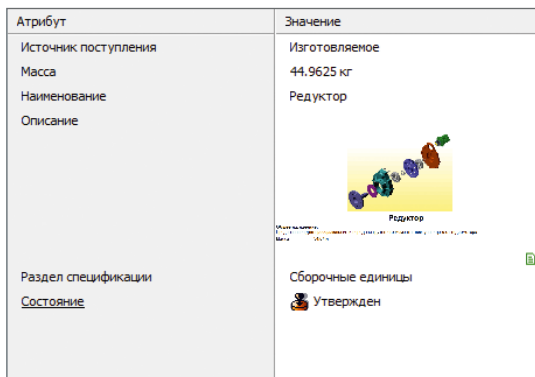 Атрибут Значение
Источник поступления Изготовляемое
Масса 44.9625 кг
Наименование Редуктор
Описание
Редуктор
Раздел спецификации Сборочные единицы
Состояние Утвержден